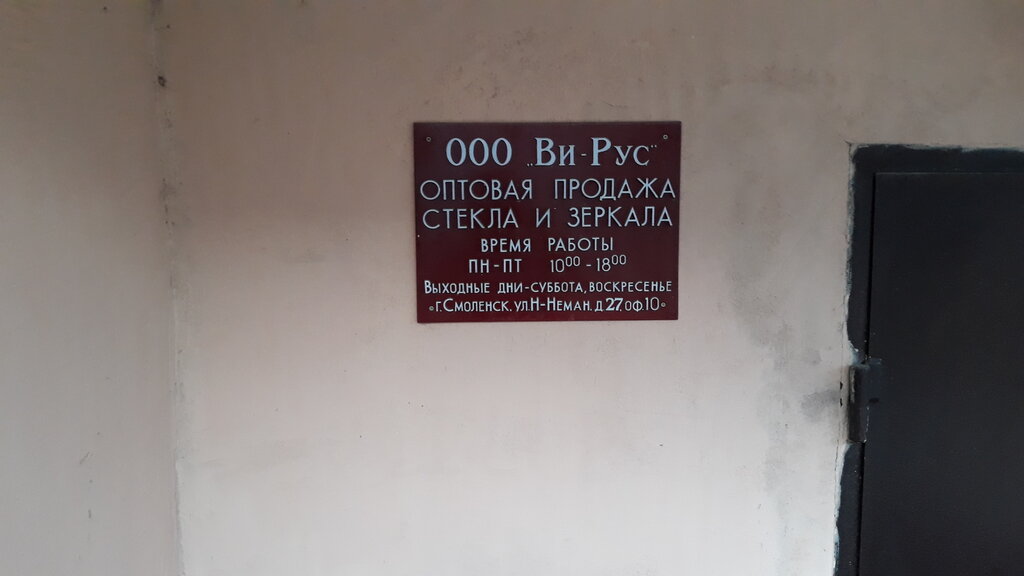 ООО „Ви-Рус"
ОПТОВАЯ ПРОДАЖА
СТЕКЛА И ЗЕРКАЛА
ВРЕМЯ РАБОТЫ
ПН-ПТ 10⁰⁰-18⁰⁰
Выходные дни-суббота, воскресенье
г.Смоленск. ул.Н-Неман. д 27, оф.10